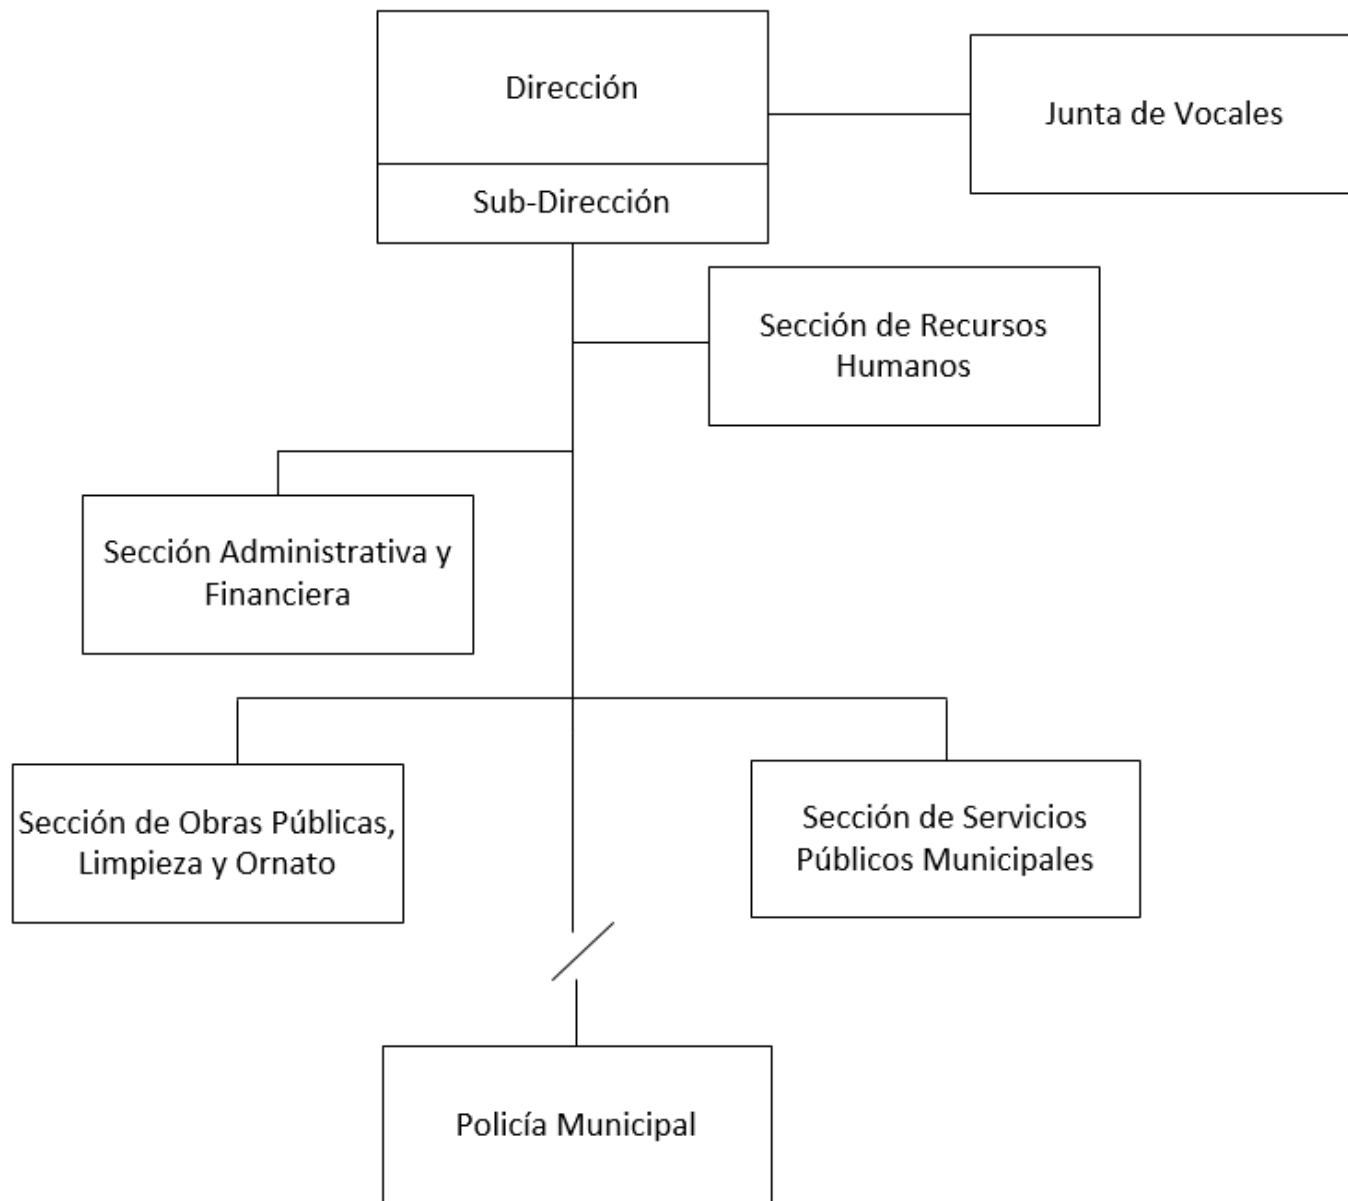 Dirección
Junta de Vocales
Sub-Dirección
Sección de Recursos
Humanos
Sección Administrativa y
Financiera
Sección de Obras Públicas,
Limpieza y Ornato
Sección de Servicios
Públicos Municipales
Policía Municipal